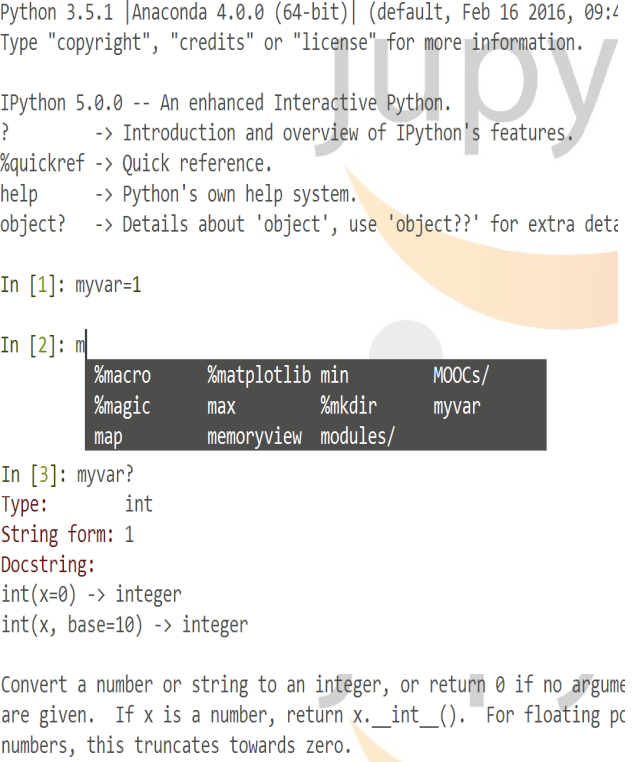 Python 3.5.1 |Anaconda 4.0.0 (64-bit)| (default, Feb 16 2016, 09:4
Type "copyright", "credits" or "license" for more information.
IPython 5.0.0 -- An enhanced Interactive Python.
? -> Introduction and overview of IPython's features.
%quickref -> Quick reference.
help -> Python's own help system.
object? -> Details about 'object', use 'object??' for extra deta
In [1]: myvar=1
In [2]: m
%macro %matplotlib min MOOCs/
%magic max %mkdir myvar
map memoryview modules/
In [3]: myvar?
Type: int
String form: 1
Docstring:
int(x=0) -> integer
int(x, base=10) -> integer
Convert a number or string to an integer, or return 0 if no argume
are given. If x is a number, return x.__int__(). For floating po
numbers, this truncates towards zero.
jupy